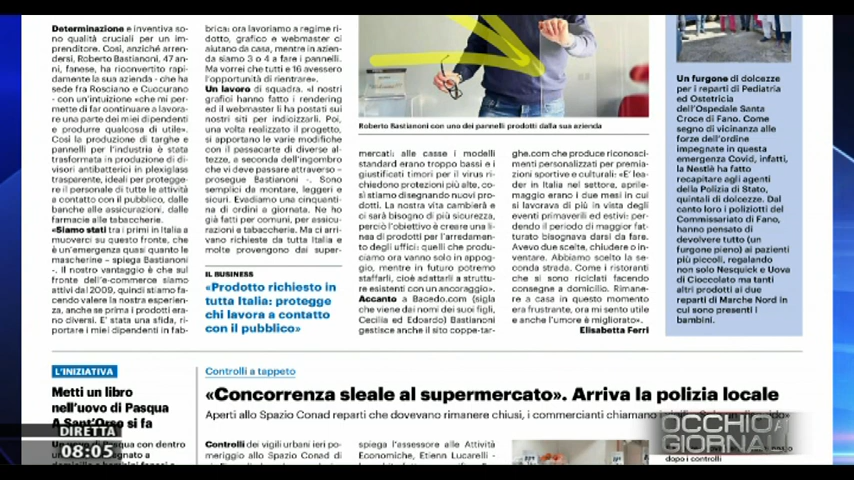 Determinazione e inventiva so-
no qualità cruciali per un im-
prenditore. Così, anziché arren-
dersi, Roberto Bastianoni, 47 an-
ni, fanese, ha riconvertito rapi-
damente la sua azienda - che ha
sede fra Rosciano e Cuccurano
- con un'intuizione «che mi per-
mette di far continuare a lavora-
re una parte dei miei dipendenti
e produrre qualcosa di utile».
Così la produzione di targhe e
pannelli per l'industria è stata
trasformata in produzione di di-
visori antibatterici in plexiglass
trasparente, ideali per protegge-
re il personale di tutte le attività
a contatto con il pubblico, dalle
banche alle assicurazioni, dalle
farmacie alle tabaccherie.
«Siamo stati tra i primi in Italia a
muoverci su questo fronte, che
è un'emergenza quasi quanto le
mascherine – spiega Bastianoni
-. Il nostro vantaggio è che sul
fronte dell'e-commerce siamo
attivi dal 2009, quindi stiamo fa-
cendo valere la nostra esperien-
za, anche se prima i prodotti era-
no diversi. E' stata una sfida, ri-
portare i miei dipendenti in fab-
brica: ora lavoriamo a regime ri-
dotto, grafico e webmaster ci
aiutano da casa, mentre in azien-
da siamo 3 o 4 a fare i pannelli.
Ma vorrei che tutti e 16 avessero
l'opportunità di rientrare».
Un lavoro di squadra. «I nostri
grafici hanno fatto i rendering
ed il webmaster li ha postati sui
nostri siti per indicizzarli. Poi,
una volta realizzato il progetto,
si apportano le varie modifiche
con il passacarte di diverse al-
tezze, a seconda dell'ingombro
che vi deve passare attraverso –
prosegue Bastianoni -. Sono
semplici da montare, leggeri e
sicuri. Evadiamo una cinquanti-
na di ordini a giornata. Ne ho
già fatti per comuni, per assicu-
razioni e tabaccherie. Ma ci arri-
vano richieste da tutta Italia e
molte provengono dai super-
IL BUSINESS
«Prodotto richiesto in
tutta Italia: protegge
chi lavora a contatto
con il pubblico»
Roberto Bastianoni con uno dei pannelli prodotti dalla sua azienda
mercati: alle casse i modelli
standard erano troppo bassi e i
giustificati timori per il virus ri-
chiedono protezioni più alte, co-
sì stiamo disegnando nuovi pro-
dotti. La nostra vita cambierà e
ci sarà bisogno di più sicurezza,
perciò l'obiettivo è creare una li-
nea di prodotti per l'arredamen-
to degli uffici: quelli che produ-
ciamo ora vanno solo in appog-
gio, mentre in futuro potremo
staffarli, cioè adattarli a struttu-
re esistenti con un ancoraggio».
Accanto a Bacedo.com (sigla
che viene dai nomi dei suoi figli,
Cecilia ed Edoardo) Bastianoni
gestisce anche il sito coppe-tar-
ghe.com che produce riconosci-
menti personalizzati per premia-
zioni sportive e culturali: «E' lea-
der in Italia nel settore, aprile-
maggio erano i due mesi in cui
si lavorava di più in vista degli
eventi primaverili ed estivi: per-
dendo il periodo di maggior fat-
turato bisognava darsi da fare.
Avevo due scelte, chiudere o in-
ventare. Abbiamo scelto la se-
conda strada. Come i ristoranti
che si sono riciclati facendo
consegne a domicilio. Rimane-
re a casa in questo momento
era frustrante, ora mi sento utile
e anche l'umore è migliorato».
Elisabetta Ferri
Un furgone di dolcezze
per i reparti di Pediatria
ed Ostetricia
dell'Ospedale Santa
Croce di Fano. Come
segno di vicinanza alle
forze dell'ordine
impegnate in questa
emergenza Covid, infatti,
la Nestlè ha fatto
recapitare agli agenti
della Polizia di Stato,
quintali di dolcezze. Dal
canto loro i poliziotti del
Commissariato di Fano,
hanno pensato di
devolvere tutto (un
furgone pieno) ai pazienti
più piccoli, regalando
non solo Nesquick e Uova
di Cioccolato ma tanti
altri prodotti ai due
reparti di Marche Nord in
cui sono presenti i
bambini.
L'INIZIATIVA
Metti un libro
nell'uovo di Pasqua
A Sant'Orso si fa
Controlli a tappeto
«Concorrenza sleale al supermercato». Arriva la polizia locale
Aperti allo Spazio Conad reparti che dovevano rimanere chiusi, i commercianti chiamano
Controlli dei vigili urbani ieri po-
meriggio allo Spazio Conad di
spiega l'assessore alle Attività
Economiche, Etienn Lucarelli -
dopo i controlli
DIRETTA
08:05
OCCHIO AI
GIORNALI